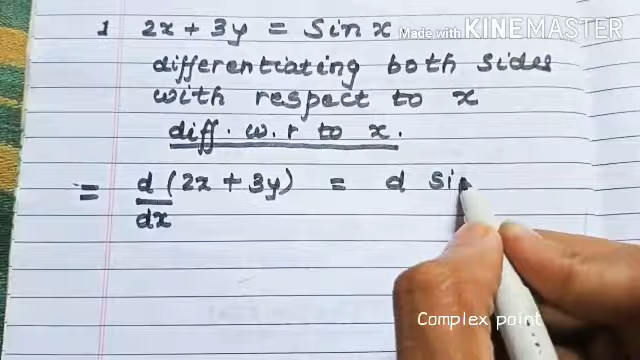 1 2x + 3y = Sinx
Made with KINEMASTER
differentiating both sides
with respect to x
diff. w.r to x.
= d (2x + 3y) = d Sin
dx
Complex point